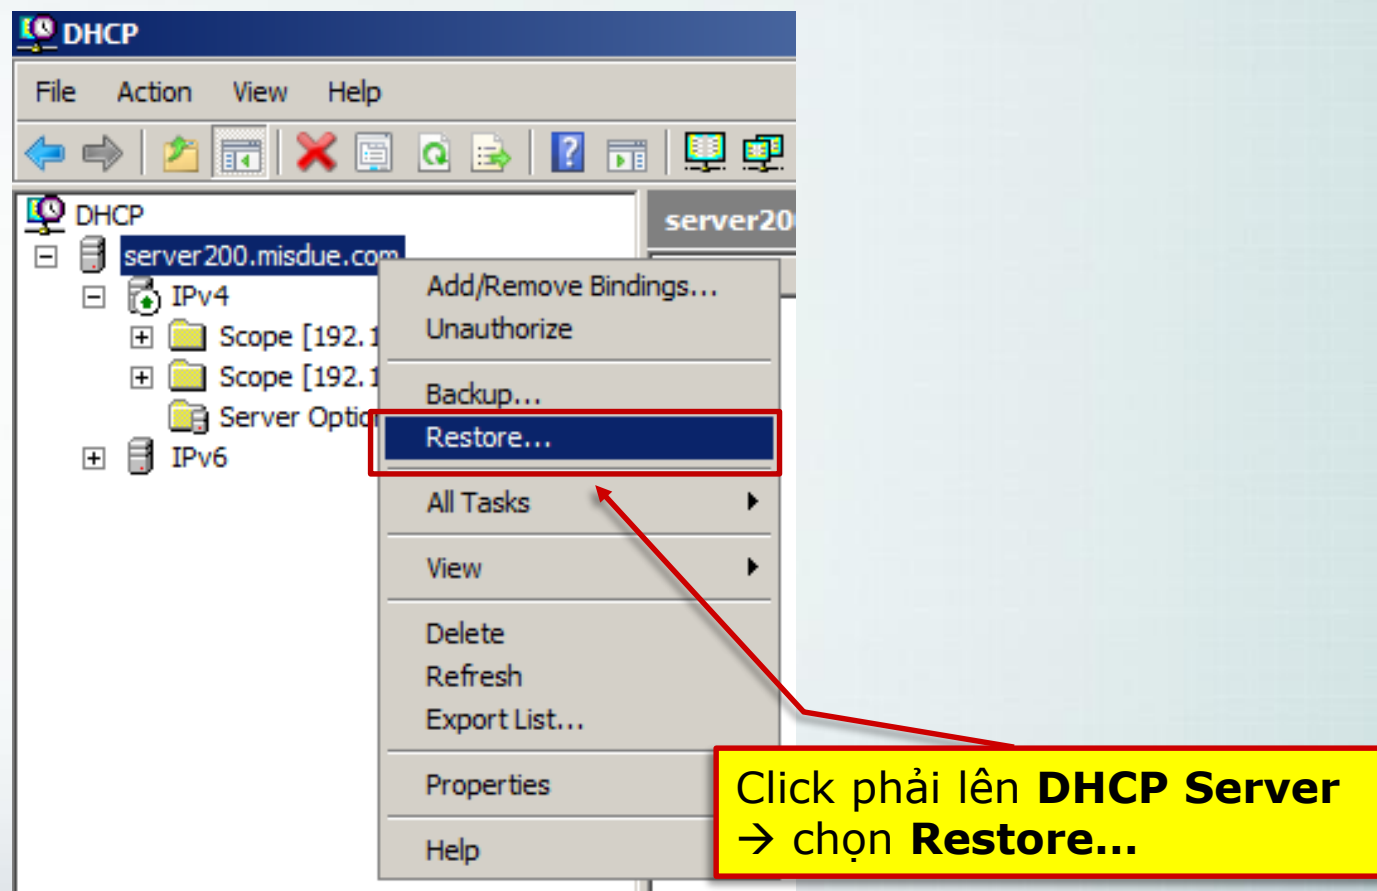 DHCP
File Action View Help
DHCP
server200.misdue.com
IPv4
Scope [192.1
Scope [192.1
Server Optio
IPv6
server20
Add/Remove Bindings...
Unauthorize
Backup...
Restore...
All Tasks
View
Delete
Refresh
Export List...
Properties
Help
Click phải lên DHCP Server
→ chọn Restore...